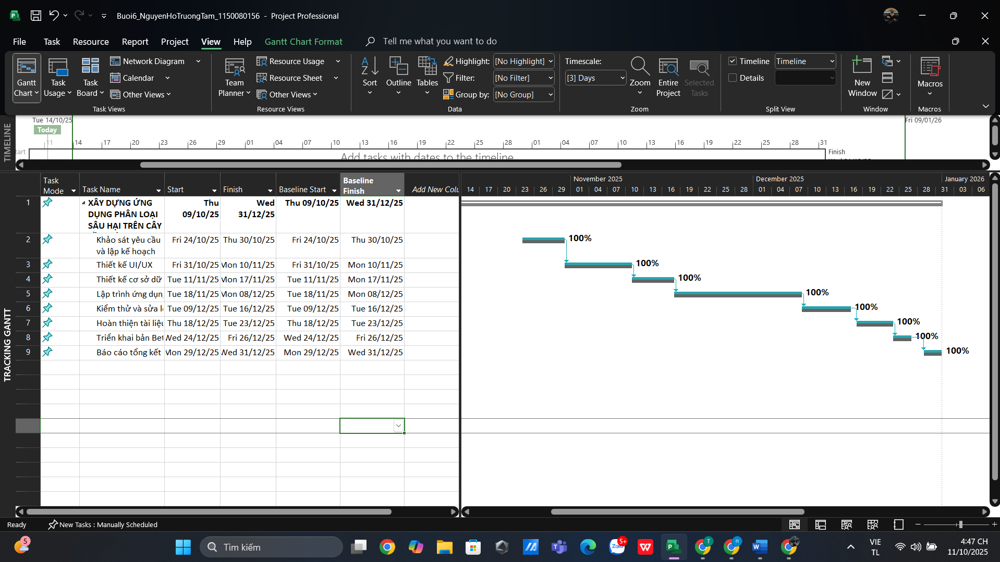 Buoi6_NguyenHoTruongTam_1150080156 - Project Professional
File Task Resource Report Project View Help Gantt Chart Format Tell me what you want to do
Gantt Chart
Task Usage
Task Board
Network Diagram
Calendar
Other Views
Task Views
Team Planner
Resource Usage
Resource Sheet
Other Views
Resource Views
Sort
Outline
Tables
Highlight: [No Highlight]
Filter: [No Filter]
Group by: [No Group]
Data
Timescale:
[3] Days
Zoom
Entire Project
Selected Tasks
Zoom
Timeline Timeline
Details
Split View
New Window
Window
Macros
Macros
TIMELINE
Tue 14/10/25
Fri 09/01/26
Today
11 14 17 20 23 26 29 01 04 07 10 13 16 19 22 25 28 01 04 07 10 13 16 19 22 25 28 31
Add tasks with dates to the timeline
Finish
TRACKING GANTT
Task Mode Task Name Start Finish Baseline Start Baseline Finish Add New Colu
November 2025 December 2025 January 2026
14 17 20 23 26 29 01 04 07 10 13 16 19 22 25 28 01 04 07 10 13 16 19 22 25 28 31 03 06
1 XÂY DỰNG ỨNG DỤNG PHÂN LOẠI SÂU HẠI TRÊN CÂY Thu 09/10/25 Wed 31/12/25 Thu 09/10/25 Wed 31/12/25
2 Khảo sát yêu cầu và lập kế hoạch Fri 24/10/25 Thu 30/10/25 Fri 24/10/25 Thu 30/10/25 100%
3 Thiết kế UI/UX Fri 31/10/25 Mon 10/11/25 Fri 31/10/25 Mon 10/11/25 100%
4 Thiết kế cơ sở dữ Tue 11/11/25 Mon 17/11/25 Tue 11/11/25 Mon 17/11/25 100%
5 Lập trình ứng dụn Tue 18/11/25 Mon 08/12/25 Tue 18/11/25 Mon 08/12/25 100%
6 Kiểm thử và sửa Tue 09/12/25 Tue 16/12/25 Tue 09/12/25 Tue 16/12/25 100%
7 Hoàn thiện tài liệu Thu 18/12/25 Tue 23/12/25 Thu 18/12/25 Tue 23/12/25 100%
8 Triển khai bản Bet Wed 24/12/25 Fri 26/12/25 Wed 24/12/25 Fri 26/12/25 100%
9 Báo cáo tổng kết Mon 29/12/25 Wed 31/12/25 Mon 29/12/25 Wed 31/12/25 100%
Ready New Tasks : Manually Scheduled
5
Tìm kiếm
Zalo 5+
VIE
TL
4:47 CH
11/10/2025